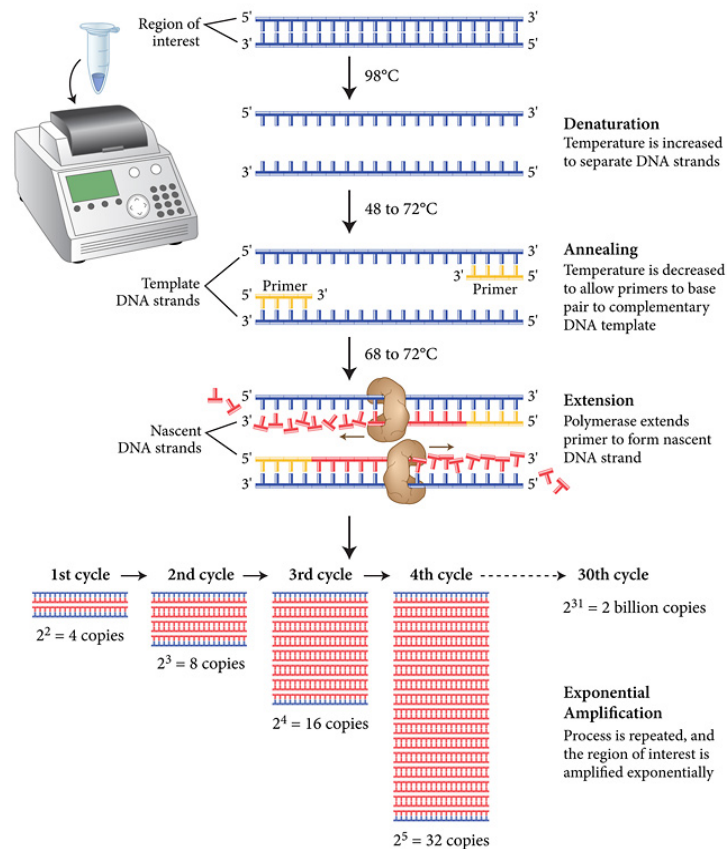 Region of
interest
5' 3'
3' 5'
98°C
5' 3'
3' 5'
Denaturation
Temperature is increased
to separate DNA strands
48 to 72°C
5' 3'
3' 5'
Primer
Template
DNA strands
Primer
5' 3'
3' 5'
Annealing
Temperature is decreased
to allow primers to base
pair to complementary
DNA template
68 to 72°C
5' 3'
3' 5'
Nascent
DNA strands
5' 3'
3' 5'
Extension
Polymerase extends
primer to form nascent
DNA strand
1st cycle 2nd cycle 3rd cycle 4th cycle 30th cycle
2² = 4 copies
2³ = 8 copies
2⁴ = 16 copies
2⁵ = 32 copies
2³¹ = 2 billion copies
Exponential
Amplification
Process is repeated, and
the region of interest is
amplified exponentially